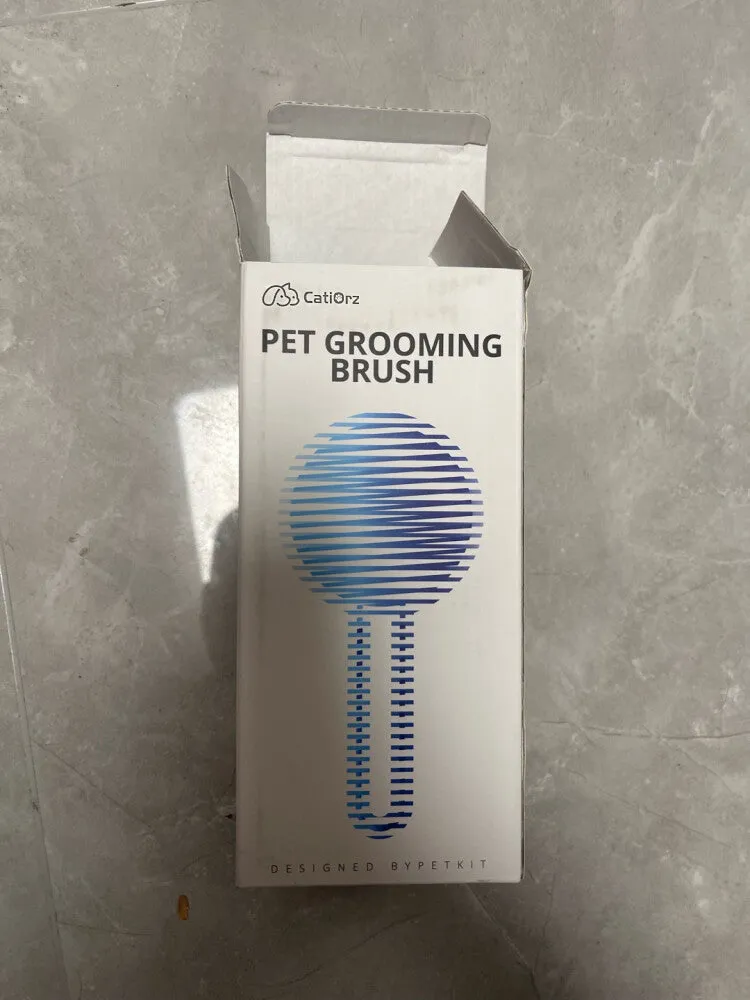 CatiOrz
PET GROOMING
BRUSH
DESIGNED BYPETKIT